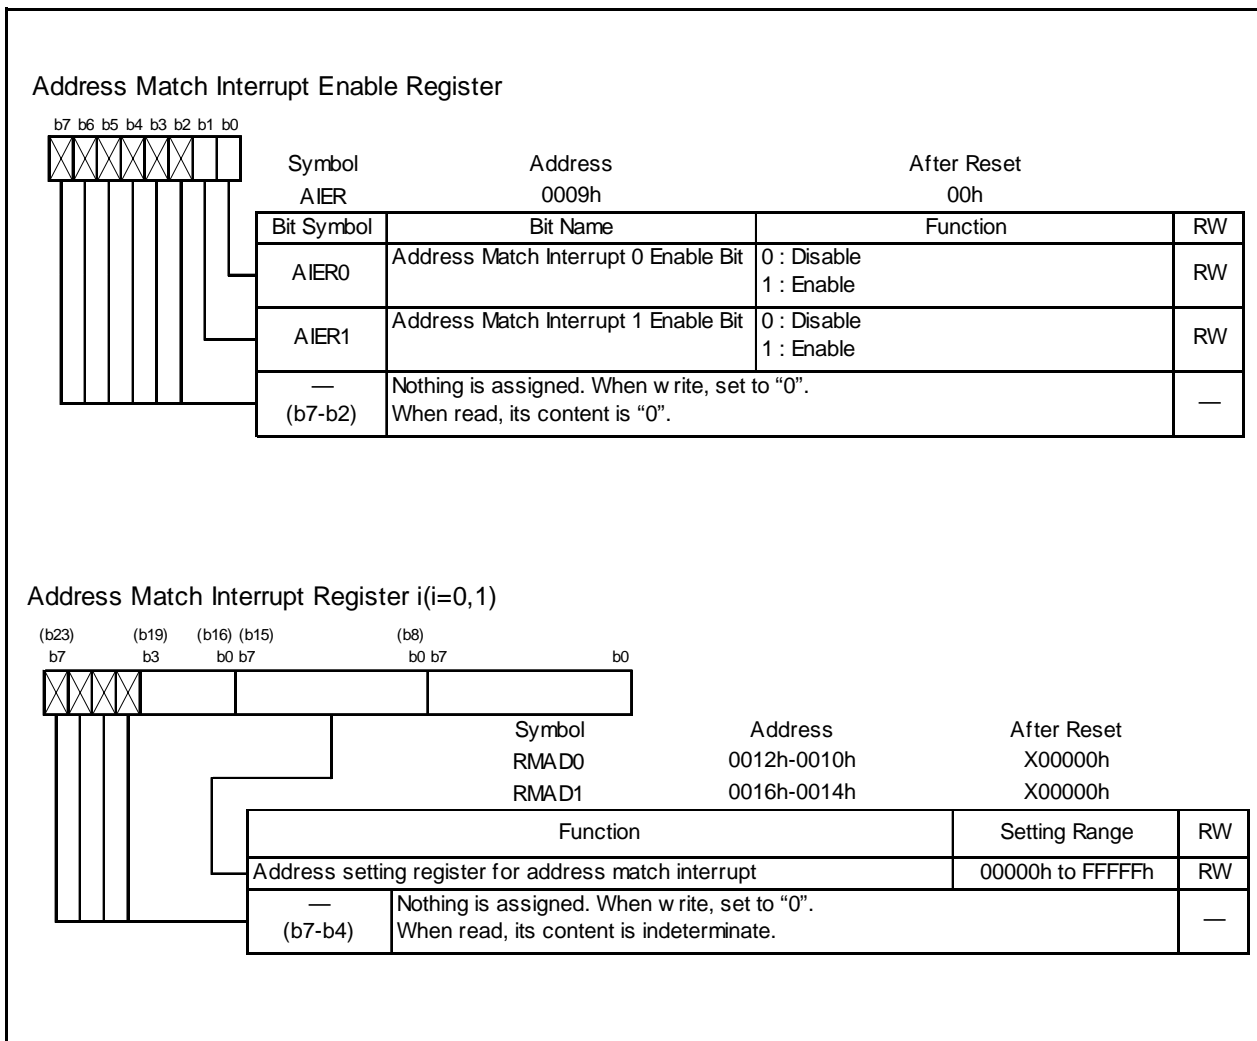 Address Match Interrupt Enable Register
b7 b6 b5 b4 b3 b2 b1 b0
Symbol Address After Reset
AIER 0009h 00h
Bit Symbol Bit Name Function RW
AIER0 Address Match Interrupt 0 Enable Bit 0 : Disable RW
1 : Enable
AIER1 Address Match Interrupt 1 Enable Bit 0 : Disable RW
1 : Enable
— Nothing is assigned. When write, set to “0”. —
(b7-b2) When read, its content is “0”.
Address Match Interrupt Register i(i=0,1)
(b23) (b19) (b16) (b15) (b8)
b7 b3 b0 b7 b0 b7 b0
Symbol Address After Reset
RMAD0 0012h-0010h X00000h
RMAD1 0016h-0014h X00000h
Function Setting Range RW
Address setting register for address match interrupt 00000h to FFFFFh RW
— Nothing is assigned. When write, set to “0”. —
(b7-b4) When read, its content is indeterminate.